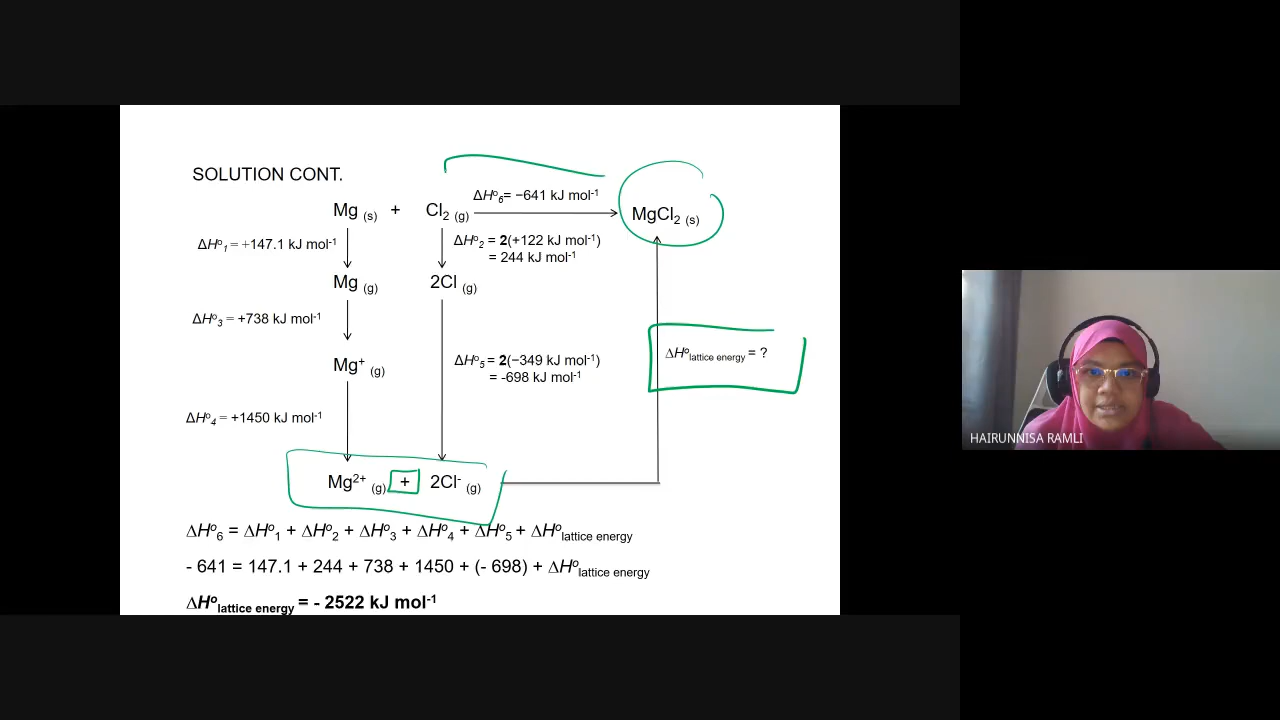 SOLUTION CONT.
ΔH°₆= −641 kJ mol⁻¹
Mg (s) + Cl₂ (g) MgCl₂ (s)
ΔH°₁ = +147.1 kJ mol⁻¹
ΔH°₂ = 2(+122 kJ mol⁻¹)
= 244 kJ mol⁻¹
Mg (g) 2Cl (g)
ΔH°₃ = +738 kJ mol⁻¹
ΔH°lattice energy = ?
Mg⁺ (g)
ΔH°₅ = 2(−349 kJ mol⁻¹)
= -698 kJ mol⁻¹
ΔH°₄ = +1450 kJ mol⁻¹
Mg²⁺ (g) + 2Cl⁻ (g)
ΔH°₆ = ΔH°₁ + ΔH°₂ + ΔH°₃ + ΔH°₄ + ΔH°₅ + ΔH°lattice energy
- 641 = 147.1 + 244 + 738 + 1450 + (- 698) + ΔH°lattice energy
ΔH°lattice energy = - 2522 kJ mol⁻¹
HAIRUNNISA RAMLI